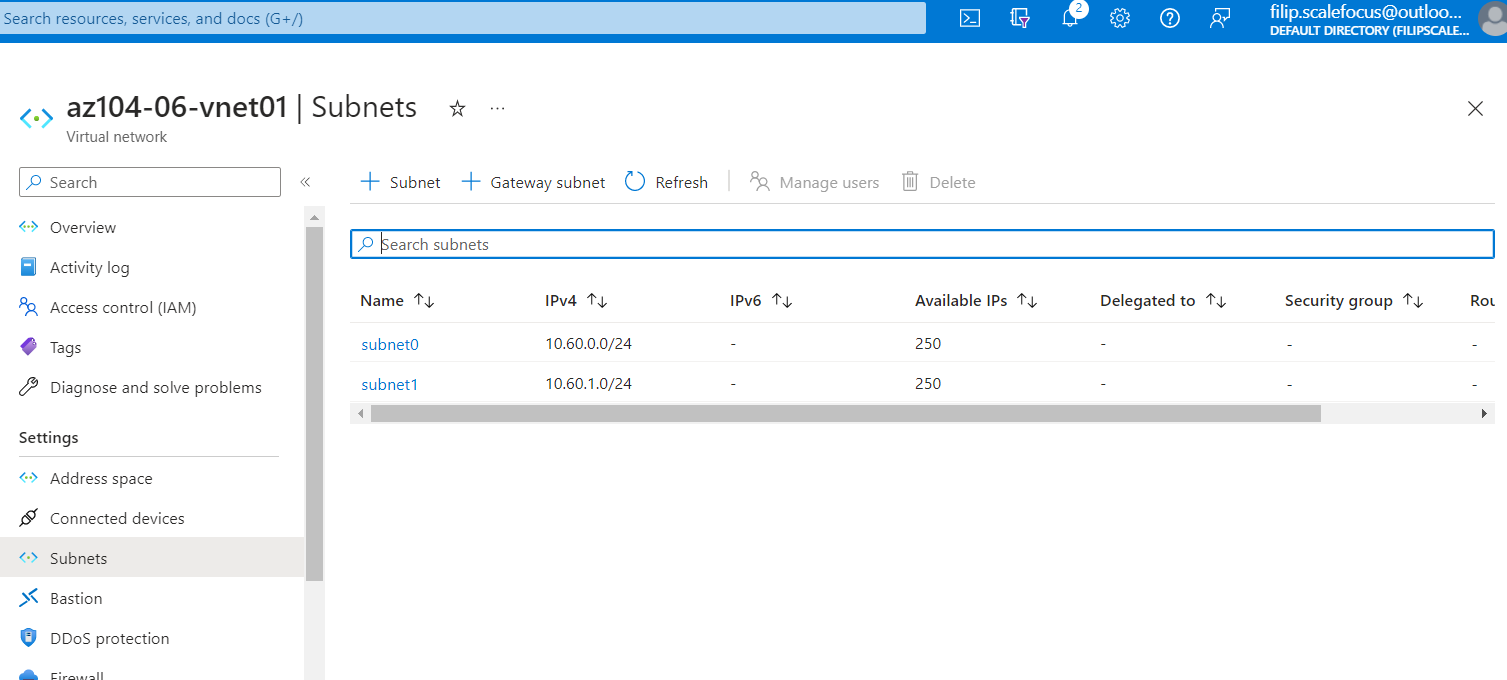 Search resources, services, and docs (G+/)
2
filip.scalefocus@outloo...
DEFAULT DIRECTORY (FILIPSCALE...
az104-06-vnet01 | Subnets
...
Virtual network
Search
«
Subnet
Gateway subnet
Refresh
Manage users
Delete
Overview
Activity log
Access control (IAM)
Tags
Diagnose and solve problems
Settings
Address space
Connected devices
Subnets
Bastion
DDoS protection
Firewall
Search subnets
Name IPv4 IPv6 Available IPs Delegated to Security group Rou
subnet0 10.60.0.0/24 - 250 - - -
subnet1 10.60.1.0/24 - 250 - - -